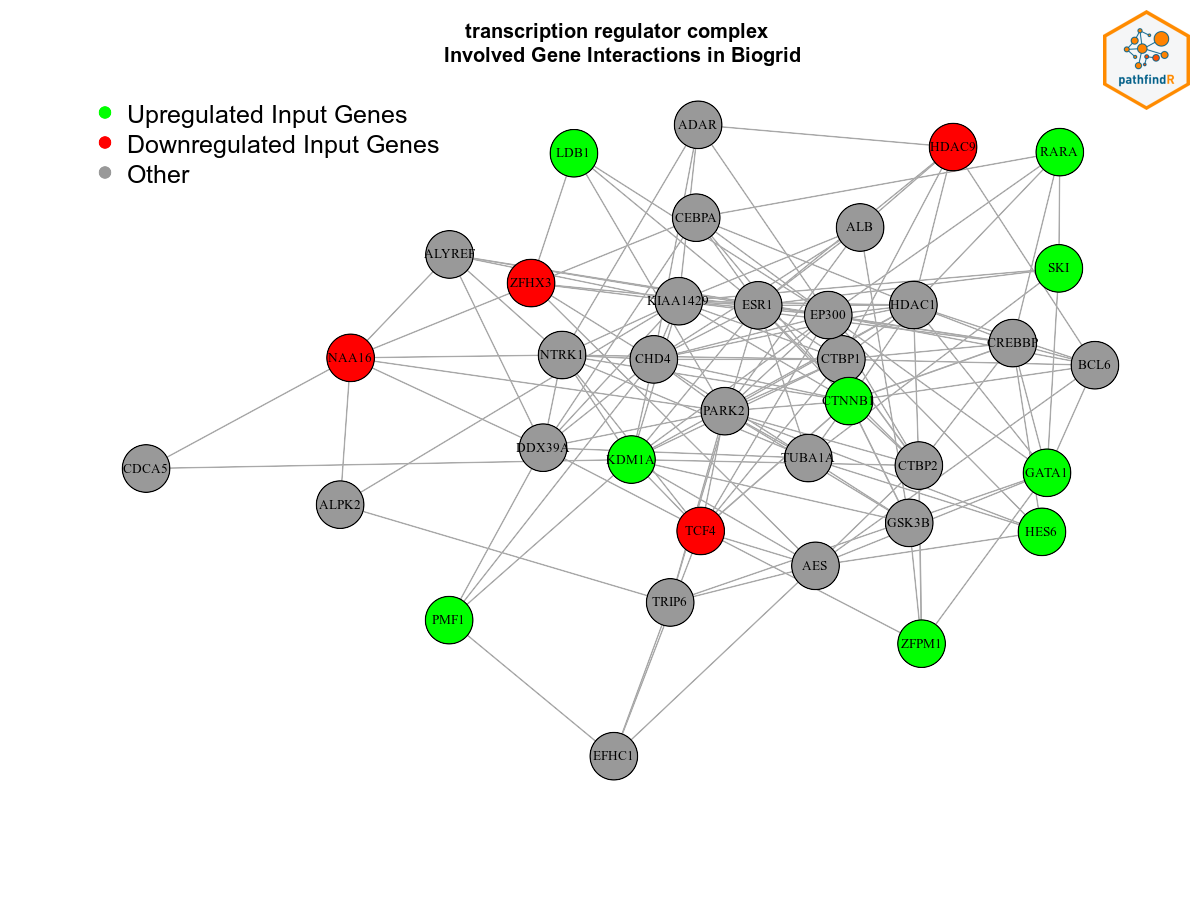 transcription regulator complex
Involved Gene Interactions in Biogrid
pathfindR
Upregulated Input Genes
Downregulated Input Genes
Other
ADAR
LDB1
HDAC9
RARA
CEBPA
ALB
ALYREF
SKI
ZFHX3
KIAA1429
ESR1
EP300
HDAC1
CREBBP
NAA16
NTRK1
CHD4
CTBP1
BCL6
CTNNB1
PARK2
DDX39A
KDM1A
TUBA1A
CTBP2
GATA1
CDCA5
ALPK2
TCF4
GSK3B
HES6
AES
TRIP6
PMF1
ZFPM1
EFHC1